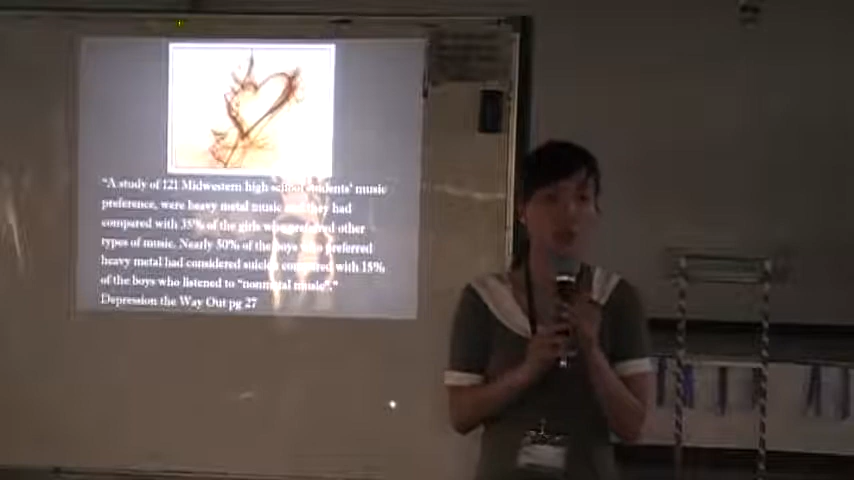 “A study of 121 Midwestern high school students’ music
preference, were heavy metal music and they had
compared with 35% of the girls who preferred other
types of music. Nearly 50% of the boys who preferred
heavy metal had considered suicide compared with 15%
of the boys who listened to “nonmetal music”.”
Depression the Way Out pg 27